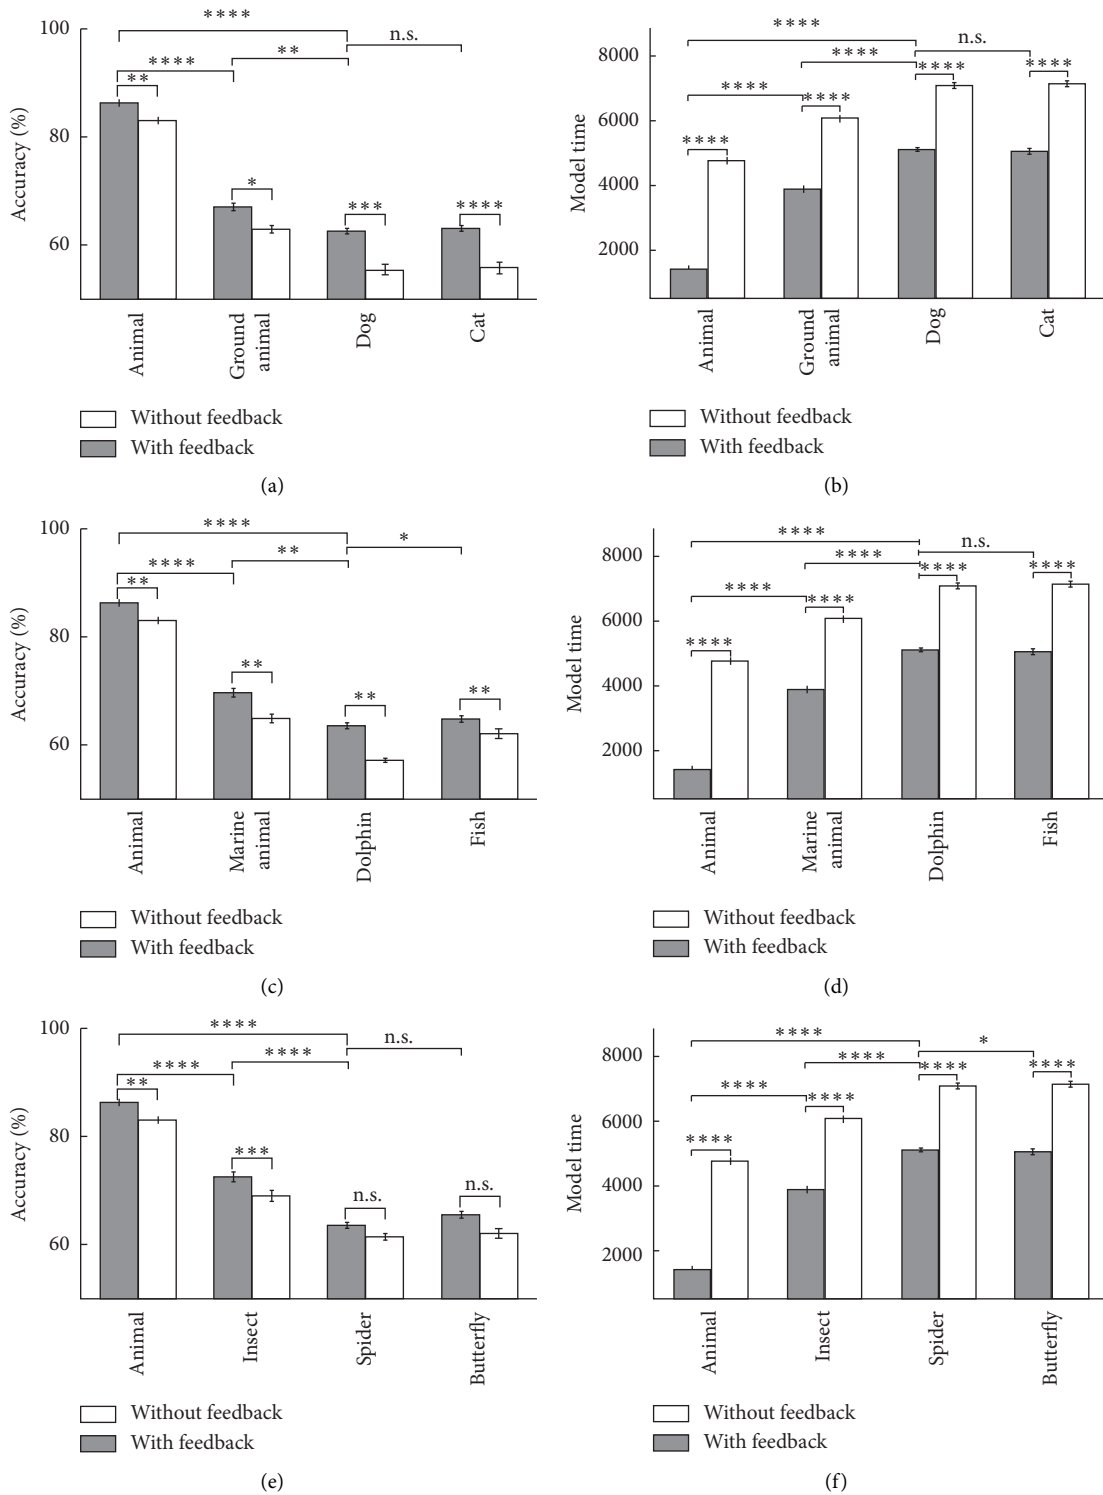 100
80
60
Accuracy (%)
****
n.s.
**
****
**
*
***
****
Animal
Ground
animal
Dog
Cat
Without feedback
With feedback
(a)
8000
6000
4000
2000
Model time
****
n.s.
****
****
****
****
****
****
Animal
Ground
animal
Dog
Cat
Without feedback
With feedback
(b)
100
80
60
Accuracy (%)
****
*
**
****
**
**
**
**
Animal
Marine
animal
Dolphin
Fish
Without feedback
With feedback
(c)
8000
6000
4000
2000
Model time
****
n.s.
****
****
****
****
****
****
Animal
Marine
animal
Dolphin
Fish
Without feedback
With feedback
(d)
100
80
60
Accuracy (%)
****
n.s.
****
****
**
***
n.s.
n.s.
Animal
Insect
Spider
Butterfly
Without feedback
With feedback
(e)
8000
6000
4000
2000
Model time
****
*
****
****
****
****
****
****
Animal
Insect
Spider
Butterfly
Without feedback
With feedback
(f)